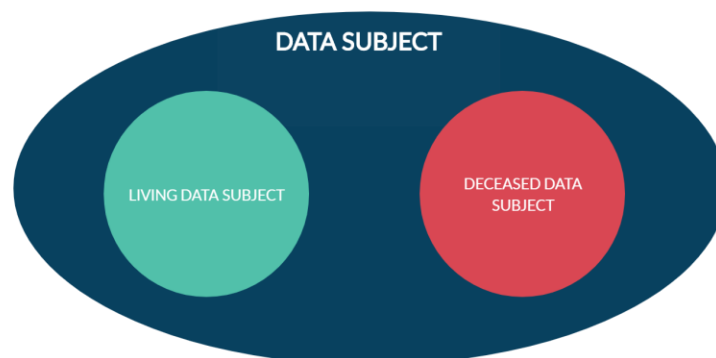 DATA SUBJECT
LIVING DATA SUBJECT
DECEASED DATA
SUBJECT